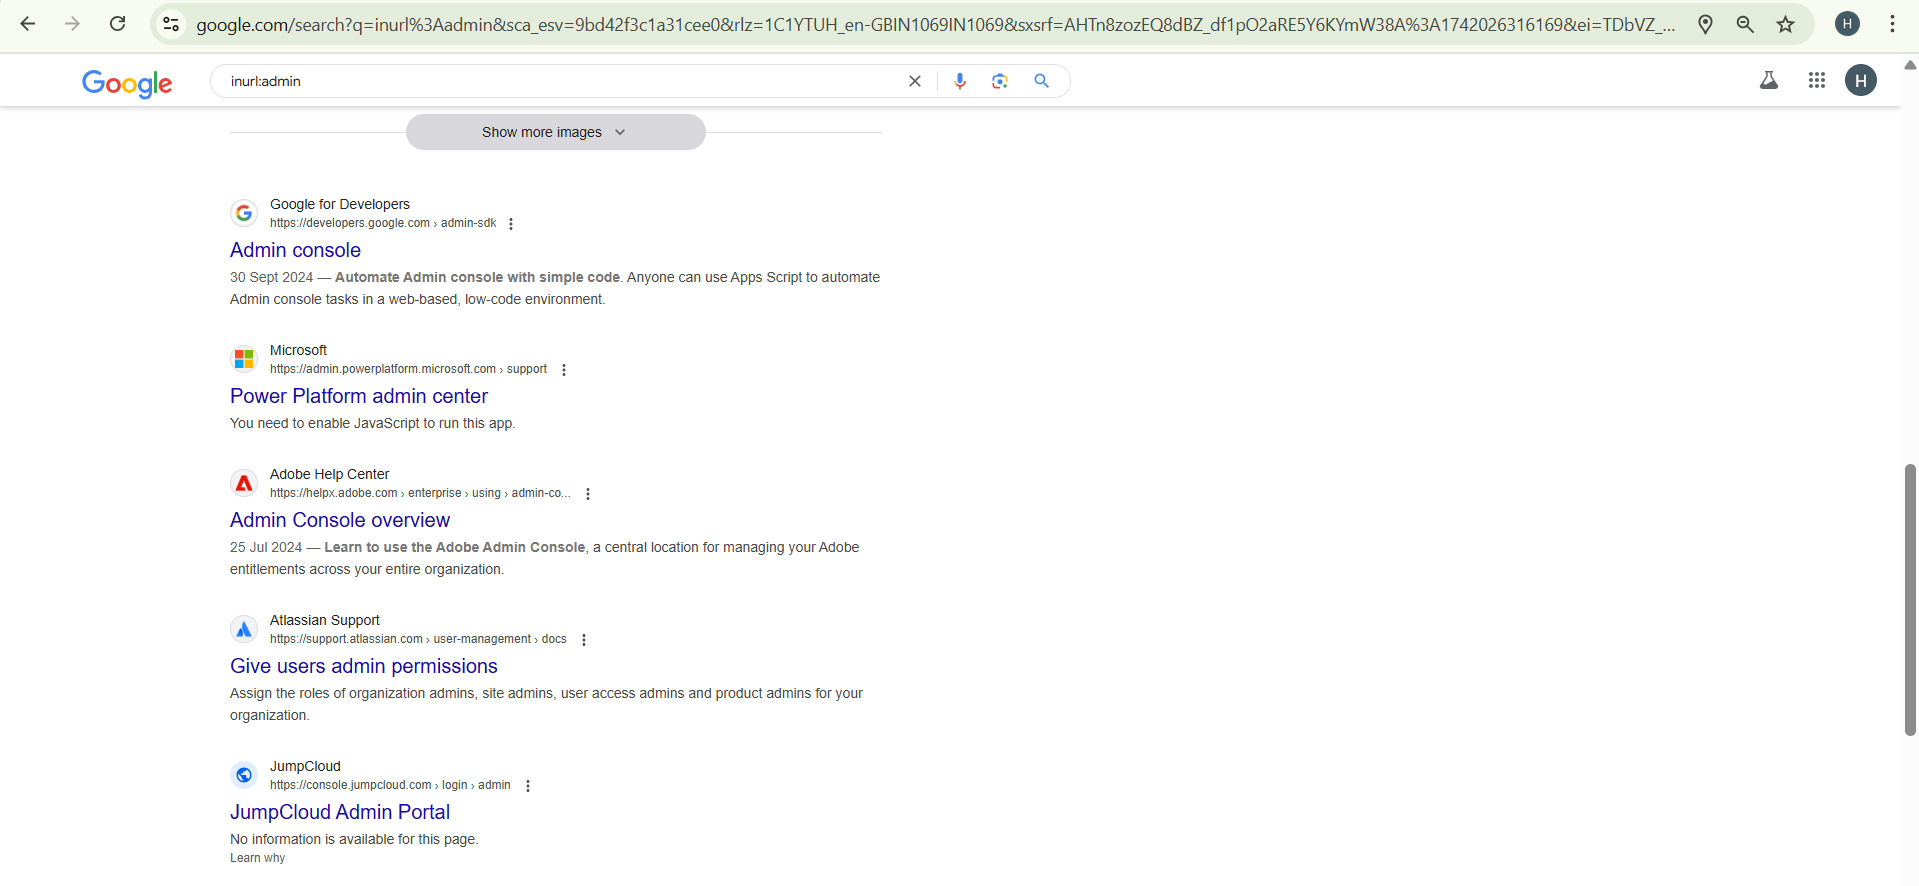 google.com/search?q=inurl%3Aadmin&sca_esv=9bd42f3c1a31cee0&rlz=1C1YTUH_en-GBIN1069IN1069&sxsrf=AHTn8zozEQ8dBZ_df1pO2aRE5Y6KYmW38A%3A1742026316169&ei=TDbVZ_...
H
Google
inurl:admin
H
Show more images
Google for Developers
https://developers.google.com › admin-sdk
Admin console
30 Sept 2024 — Automate Admin console with simple code. Anyone can use Apps Script to automate
Admin console tasks in a web-based, low-code environment.
Microsoft
https://admin.powerplatform.microsoft.com › support
Power Platform admin center
You need to enable JavaScript to run this app.
Adobe Help Center
https://helpx.adobe.com › enterprise › using › admin-co...
Admin Console overview
25 Jul 2024 — Learn to use the Adobe Admin Console, a central location for managing your Adobe
entitlements across your entire organization.
Atlassian Support
https://support.atlassian.com › user-management › docs
Give users admin permissions
Assign the roles of organization admins, site admins, user access admins and product admins for your
organization.
JumpCloud
https://console.jumpcloud.com › login › admin
JumpCloud Admin Portal
No information is available for this page.
Learn why